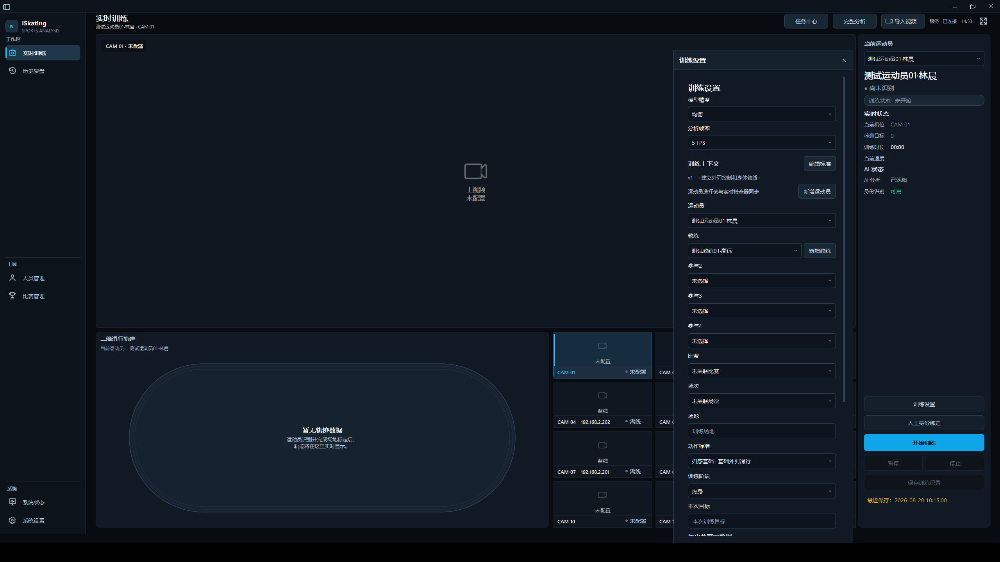 iS
iSkating
SPORTS ANALYSIS
工作区
实时训练
历史复盘
工具
人员管理
比赛管理
系统
系统状态
系统设置
实时训练
测试运动员01·林晨 · CAM 01
任务中心
完整分析
导入视频
服务 · 已连接
14:50
CAM 01 · 未配置
主视频
未配置
二维滑行轨迹
当前运动员： 测试运动员01·林晨
暂无轨迹数据
运动员识别并完成场地标定后，
轨迹将在这里实时显示。
未配置
CAM 01
未配置
离线
CAM 04 - 192.168.2.202
离线
离线
CAM 07 - 192.168.2.201
离线
未配置
CAM 10
未配置
CAM
CAM
CAM
CAM 1
训练设置
训练设置
模型精度
均衡
分析帧率
5 FPS
训练上下文
编辑标准
v1 · · 建立外刃控制和身体轴线 ·
运动员选择会与实时检查器同步
新增运动员
运动员
测试运动员01·林晨
教练
测试教练01·高远
新增教练
参与2
未选择
参与3
未选择
参与4
未选择
比赛
未关联比赛
场次
未关联场次
场地
训练场地
动作标准
刃感基础 · 基础外刃滑行
训练阶段
热身
本次目标
本次训练目标
当前运动员
测试运动员01·林晨
测试运动员01·林晨
尚未识别
训练状态 · 未开始
实时状态
当前机位 CAM 01
检测目标 0
训练时长 00:00
当前速度 —
AI 状态
AI 分析 已就绪
身份识别 可用
训练设置
人工身份绑定
开始训练
暂停
停止
保存训练记录
最近保存：2026-08-20 10:15:00